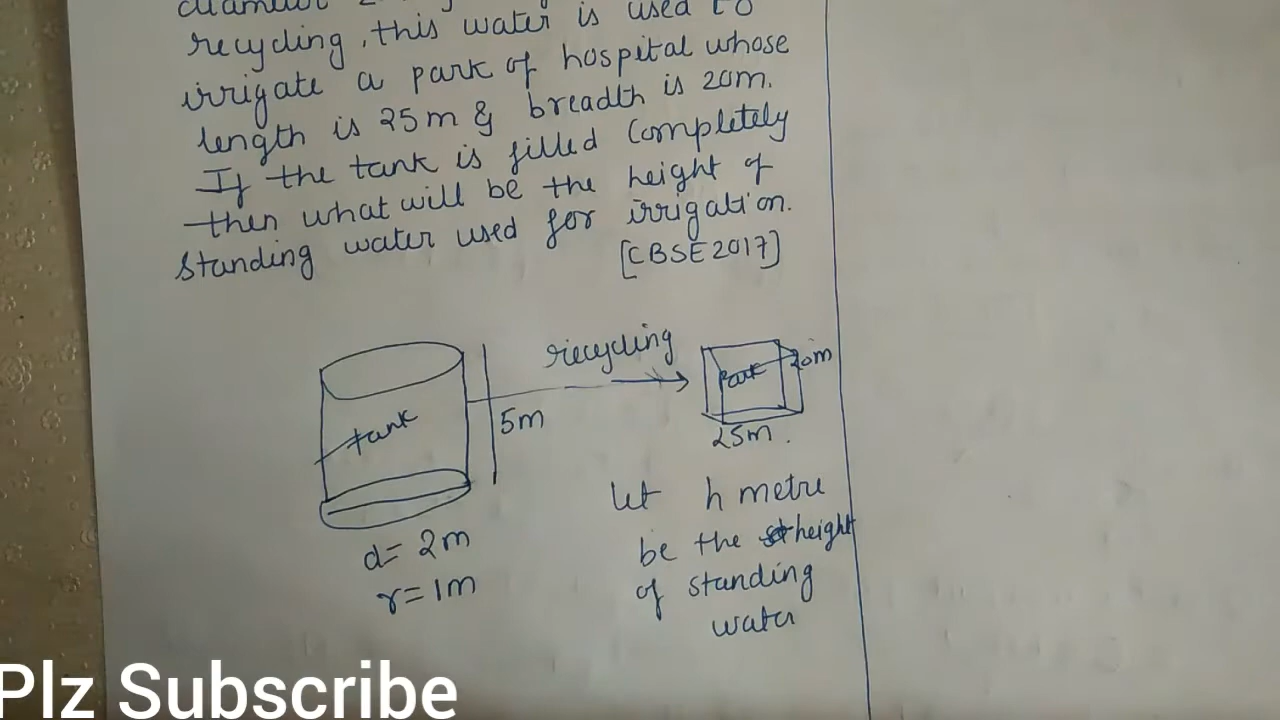 recycling, this water is used to
irrigate a park of hospital whose
length is 25m & breadth is 20m.
If the tank is filled completely
then what will be the height of
standing water used for irrigation.
[CBSE 2017]
recycling
tank
5m
Park
20m
25m.
d = 2m
r = 1m
let h metre
be the height
of standing
water
Plz Subscribe